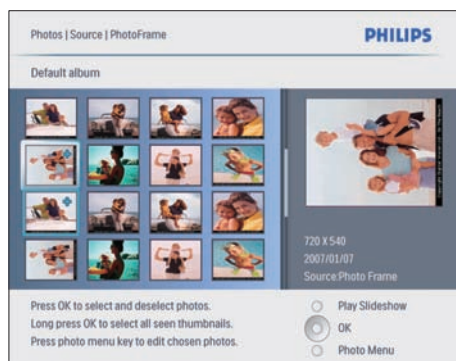 Photos | Source | PhotoFrame
PHILIPS
Default album
720 X 540
2007/01/07
Source:Photo Frame
Press OK to select and deselect photos.
Long press OK to select all seen thumbnails.
Press photo menu key to edit chosen photos.
Play Slideshow
OK
Photo Menu